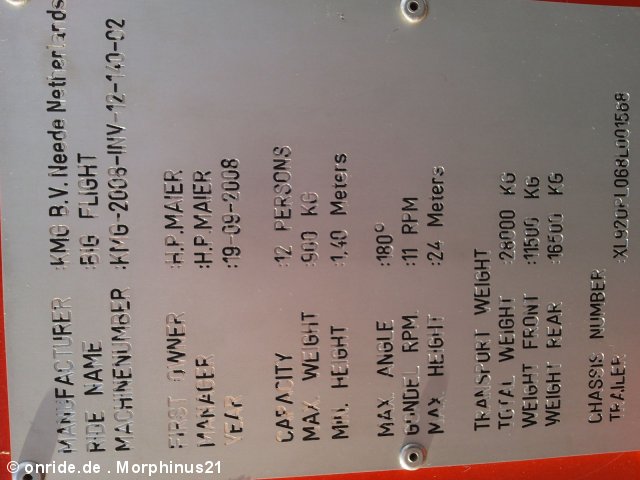 MANUFACTURER :KMG B.V. Neede Netherlands
RIDE NAME :BIG FLIGHT
MACHINENUMBER :KMG-2008-INV-12-140-02
FIRST OWNER :H.P.MAIER
MANAGER :H.P.MAIER
YEAR :19-09-2008
CAPACITY :12 PERSONS
MAX. WEIGHT :900 KG
MIN. HEIGHT :1,40 Meters
MAX. ANGLE :180°
GONDEL RPM. :11 RPM
MAX HEIGHT :24 Meters
TRANSPORT WEIGHT
TOTAL WEIGHT :28000 KG
WEIGHT FRONT :11500 KG
WEIGHT REAR :16500 KG
CHASSIS NUMBER
TRAILER :XL920PL068L001568
© onride.de . Morphinus21